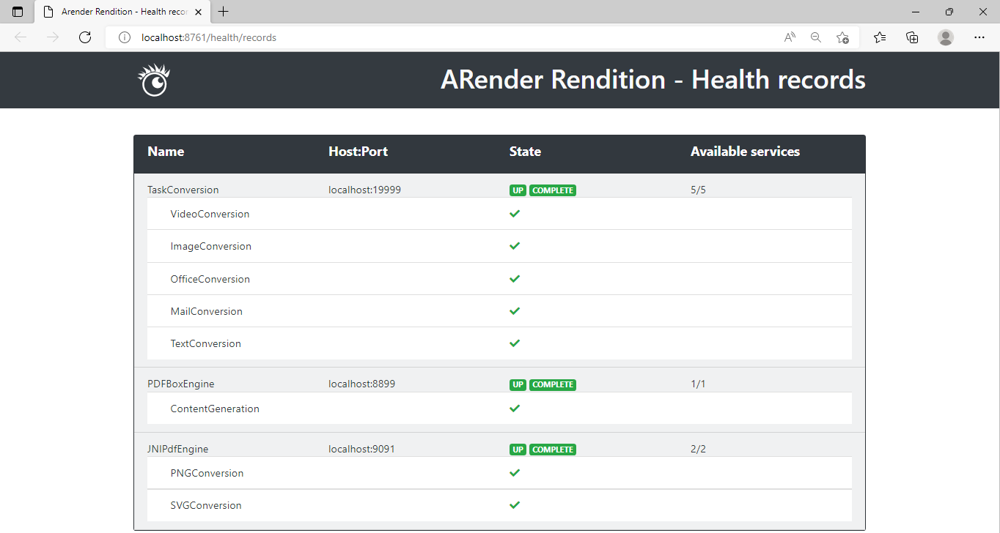 Arender Rendition - Health recor
localhost:8761/health/records
ARender Rendition - Health records
Name Host:Port State Available services
TaskConversion localhost:19999 UP COMPLETE 5/5
VideoConversion
ImageConversion
OfficeConversion
MailConversion
TextConversion
PDFBoxEngine localhost:8899 UP COMPLETE 1/1
ContentGeneration
JNIPdfEngine localhost:9091 UP COMPLETE 2/2
PNGConversion
SVGConversion